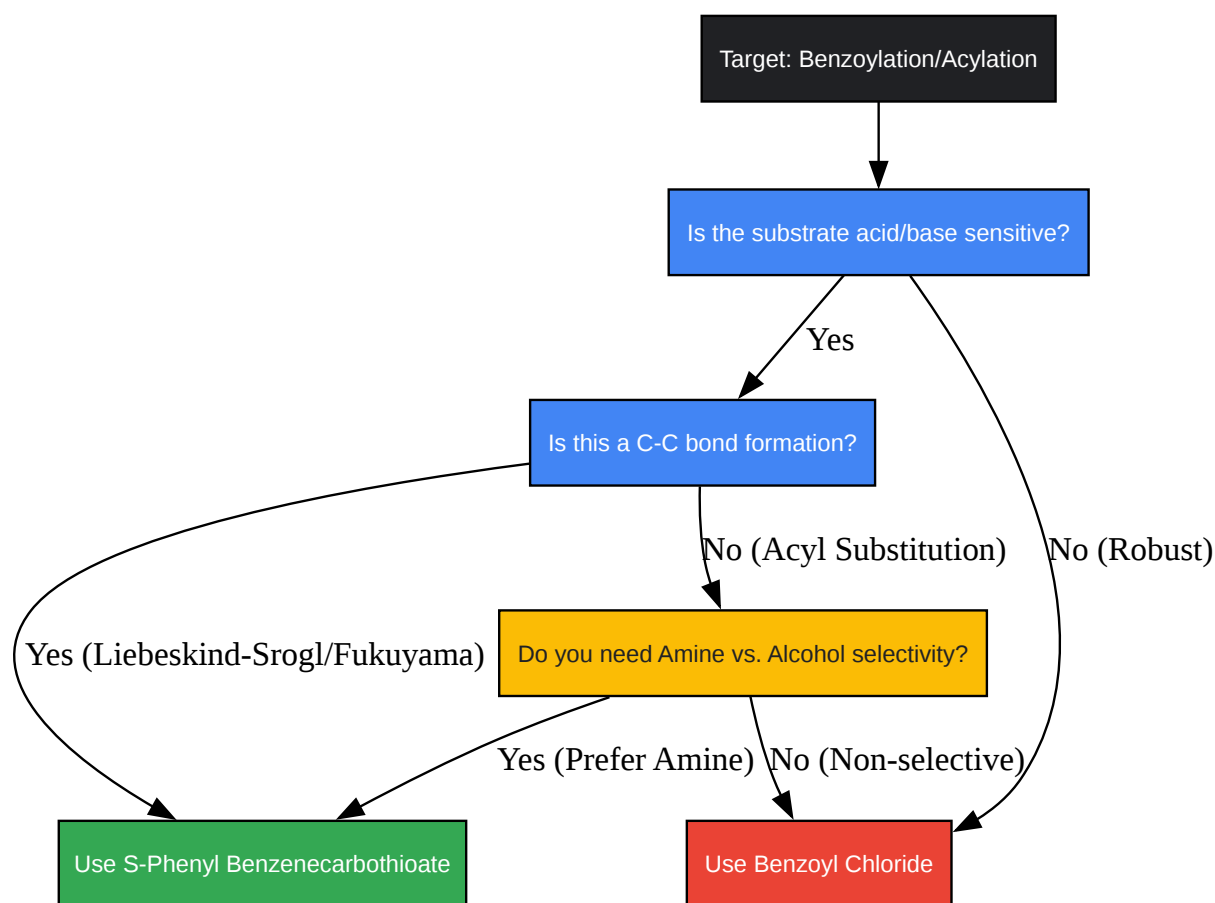 Target: Benzoylation/Acylation
Is the substrate acid/base sensitive?
Yes
Is this a C-C bond formation?
No (Acyl Substitution)
No (Robust)
Yes (Liebeskind-Srogl/Fukuyama)
Do you need Amine vs. Alcohol selectivity?
Yes (Prefer Amine)
No (Non-selective)
Use S-Phenyl Benzenecarbothioate
Use Benzoyl Chloride